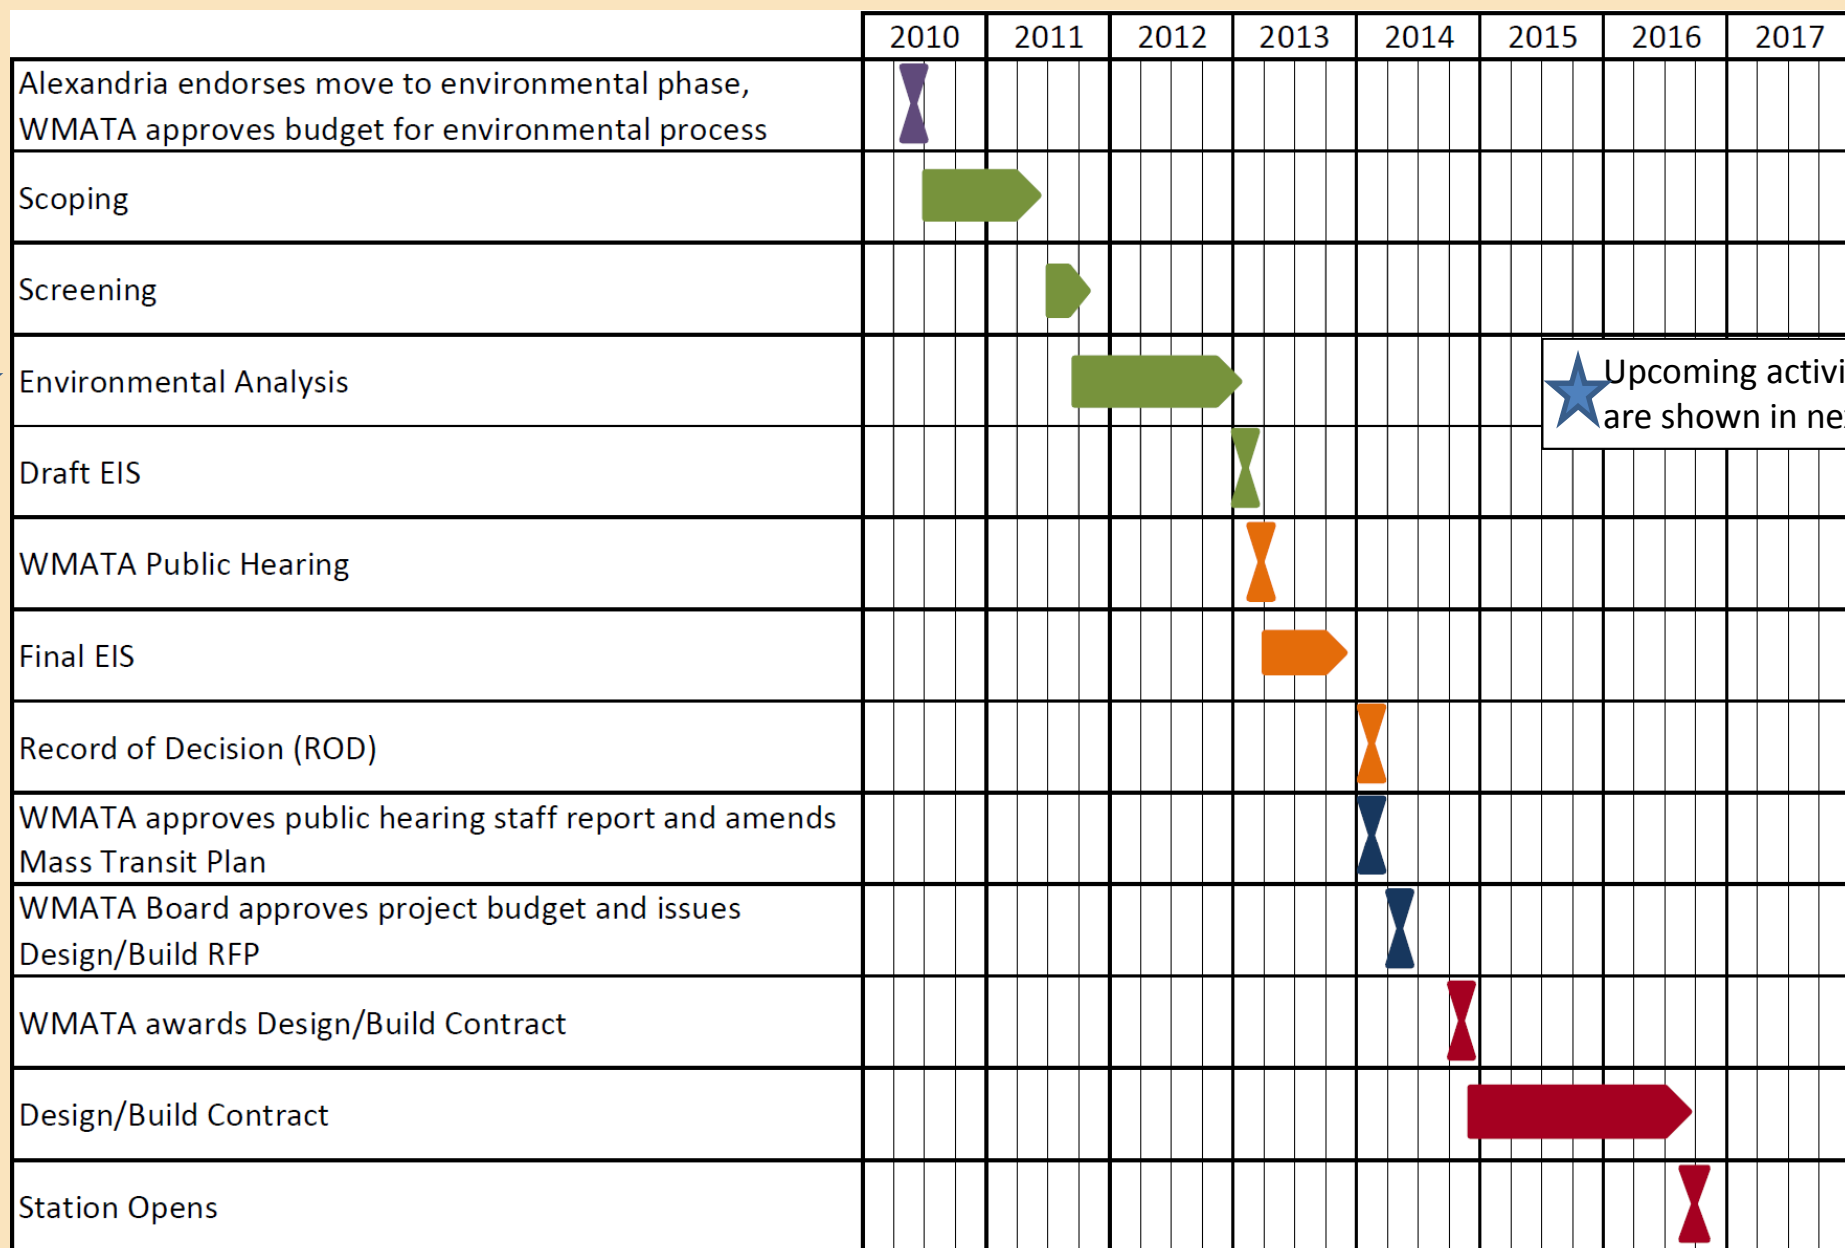 2010 2011 2012 2013 2014 2015 2016 2017
Alexandria endorses move to environmental phase,
WMATA approves budget for environmental process
Scoping
Screening
Environmental Analysis
Upcoming
are shown in
Draft EIS
WMATA Public Hearing
Final EIS
Record of Decision (ROD)
WMATA approves public hearing staff report and amends
Mass Transit Plan
WMATA Board approves project budget and issues
Design/Build RFP
WMATA awards Design/Build Contract
Design/Build Contract
Station Opens